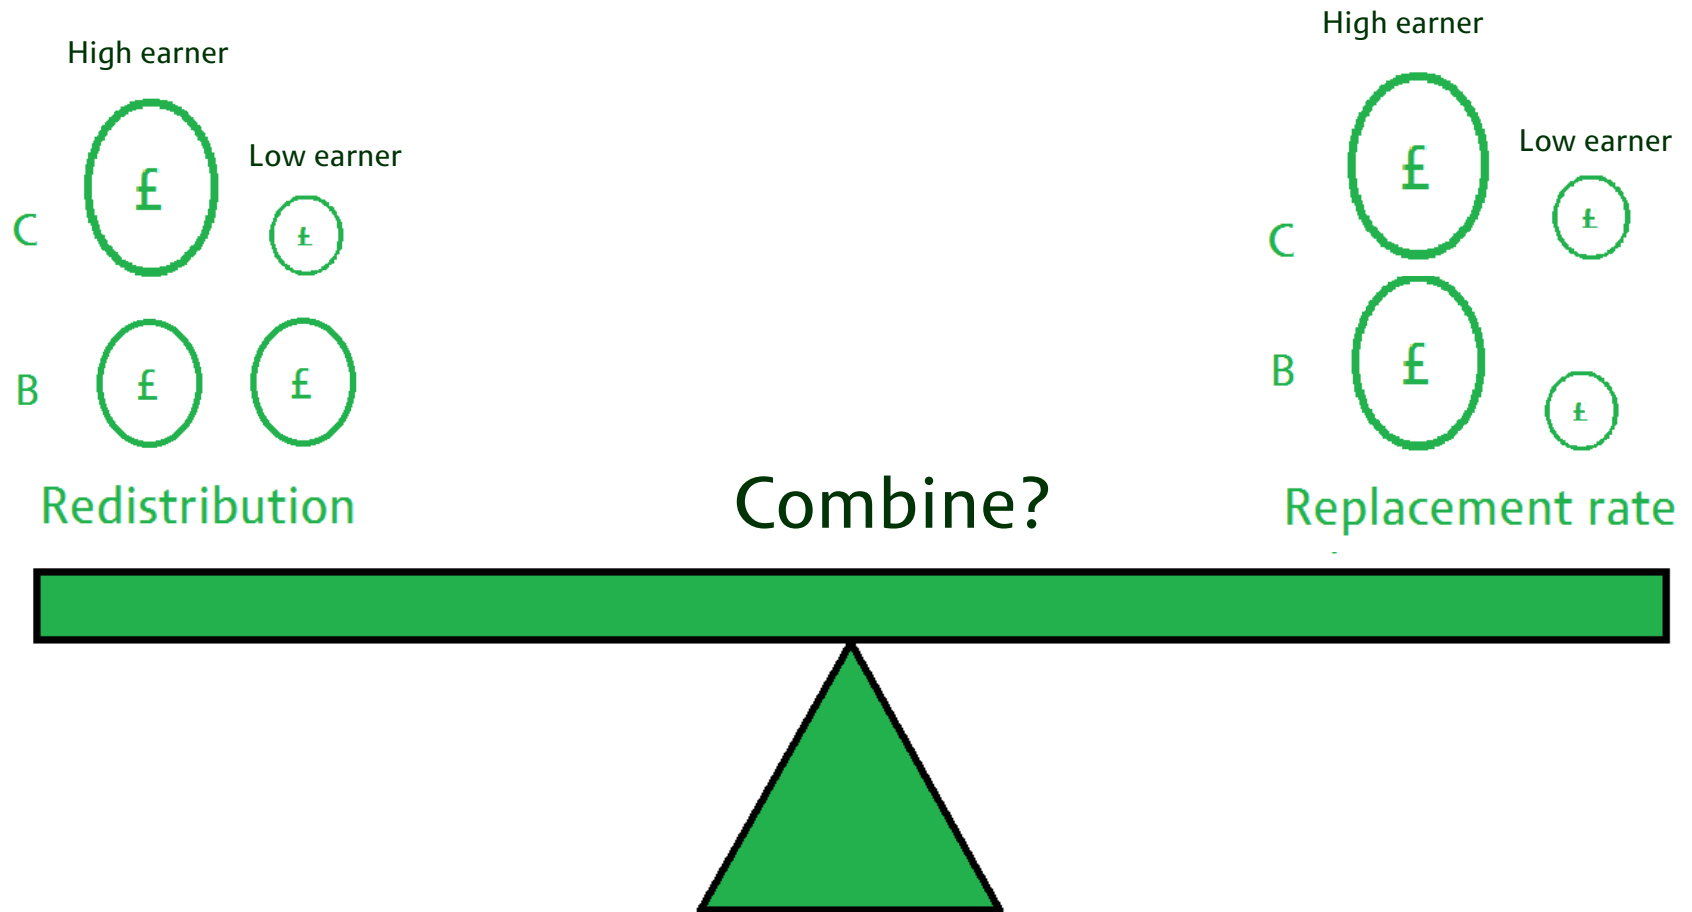 High earner
Low earner
C
£
£
B
£
£
Redistribution
Combine?
High earner
Low earner
C
£
£
B
£
£
Replacement rate